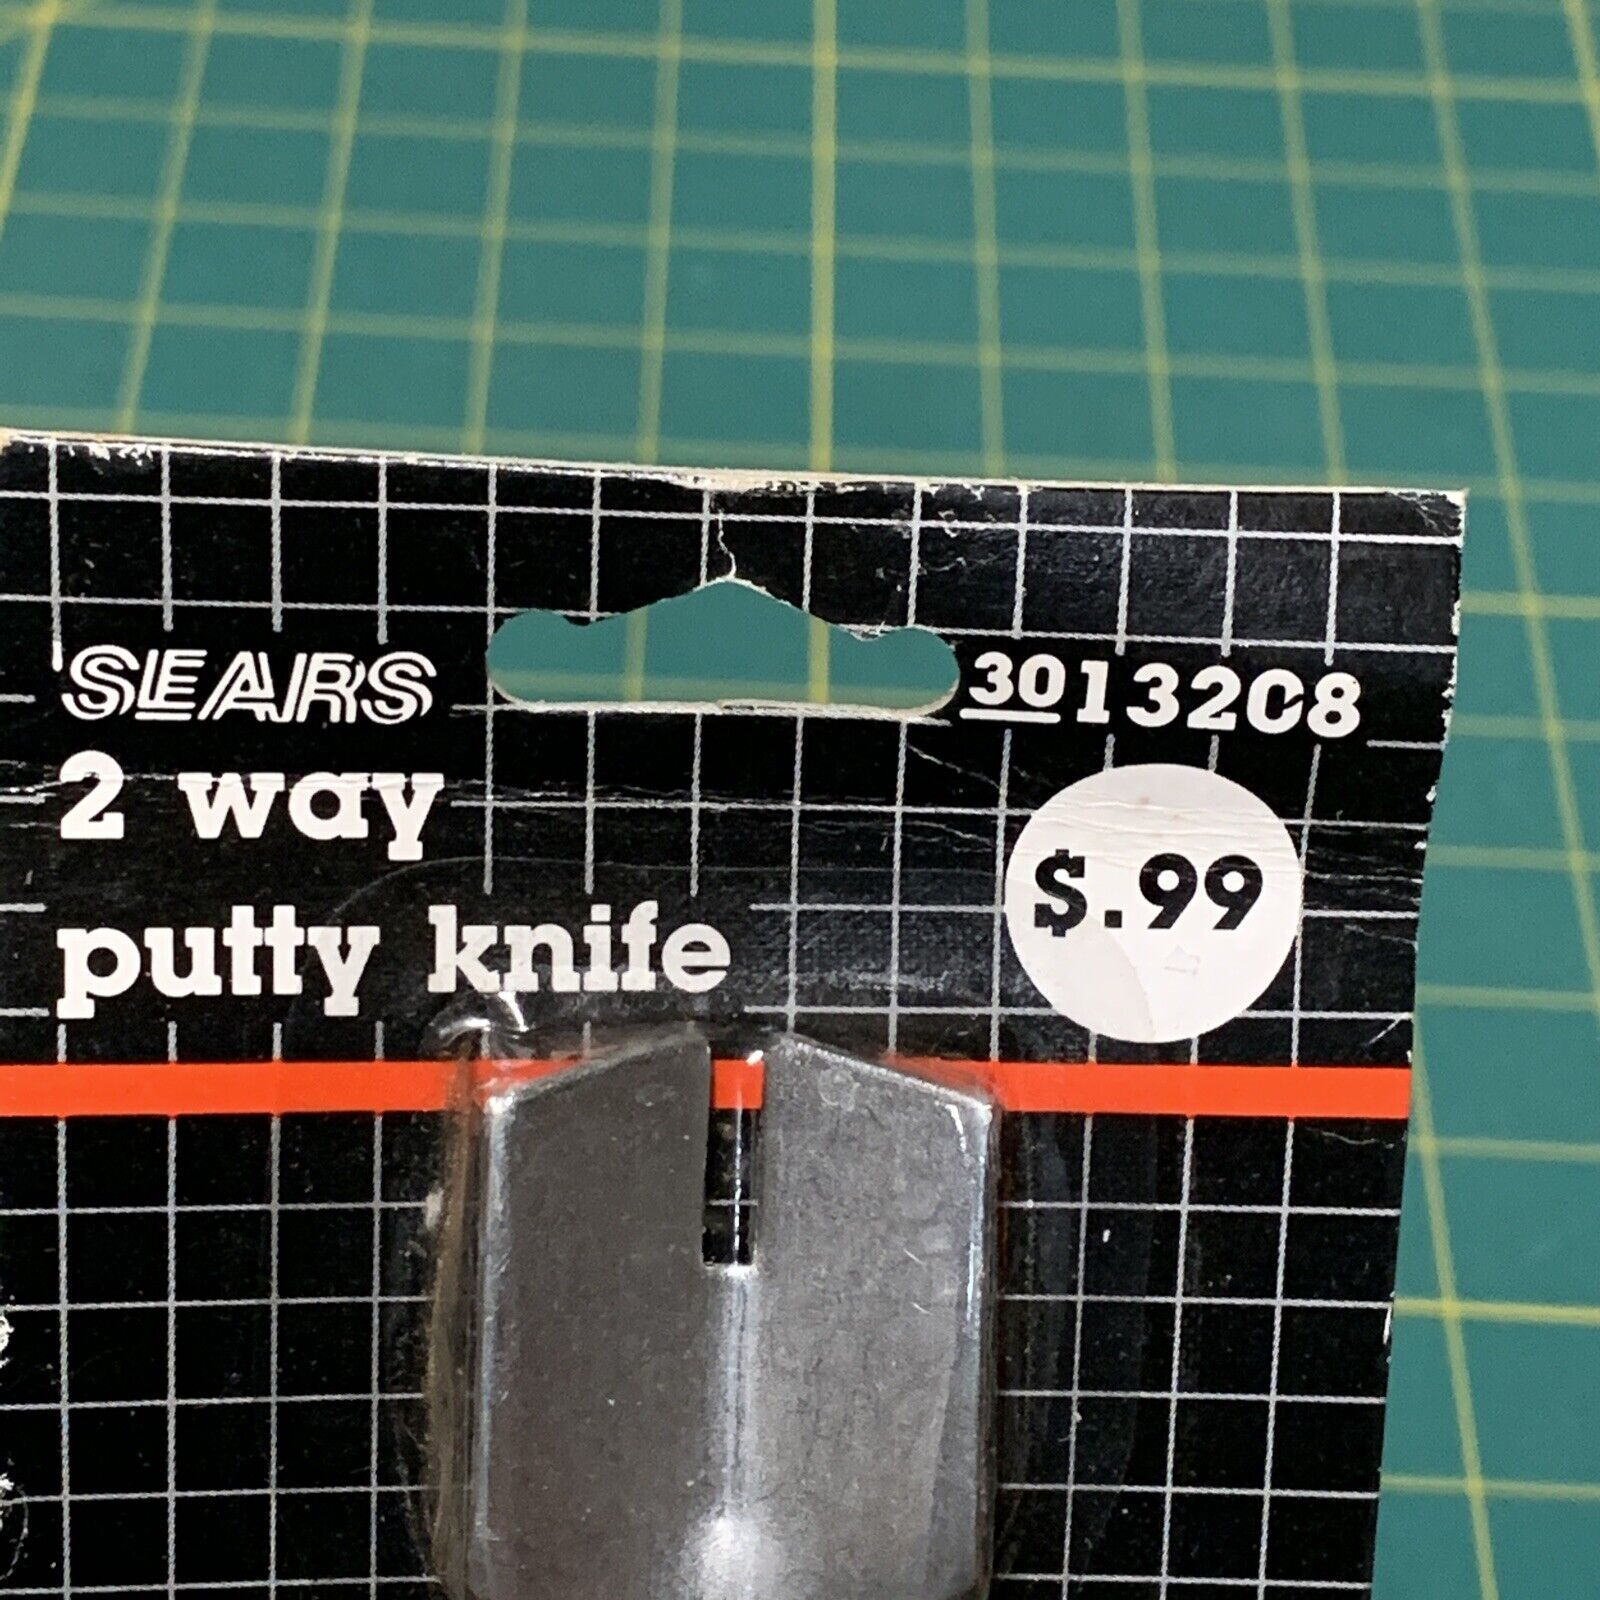 SEARS
3013208
2 way
putty knife
$.99